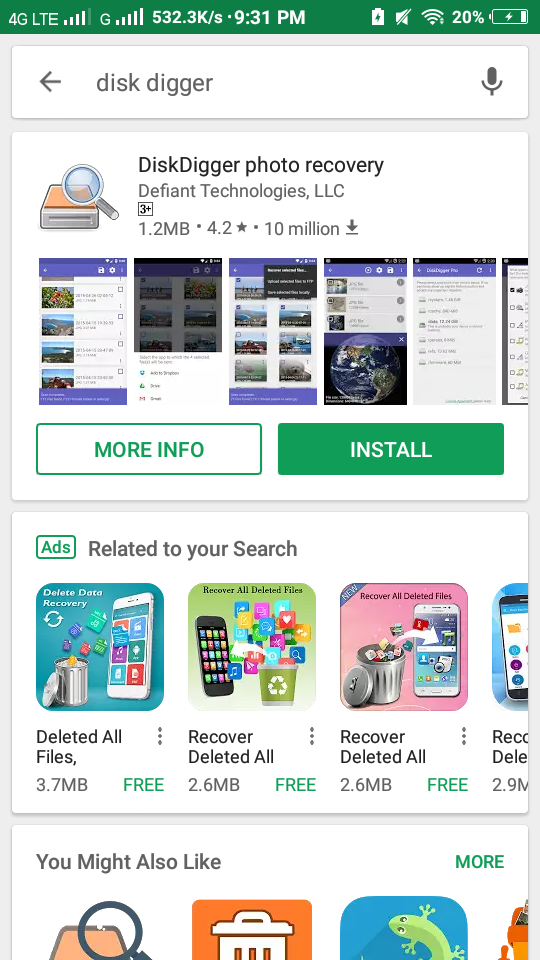 4G LTE G 532.3K/s · 9:31 PM 20%
disk digger
DiskDigger photo recovery
Defiant Technologies, LLC
3+
1.2MB • 4.2 ★ • 10 million
MORE INFO
INSTALL
Ads Related to your Search
Delete Data
Recovery
Recover All Deleted Files
NEW
Recover All Deleted Files
Deleted All
Files,
3.7MB FREE
Recover
Deleted All
2.6MB FREE
Recover
Deleted All
2.6MB FREE
Reco
Dele
2.9M
You Might Also Like
MORE